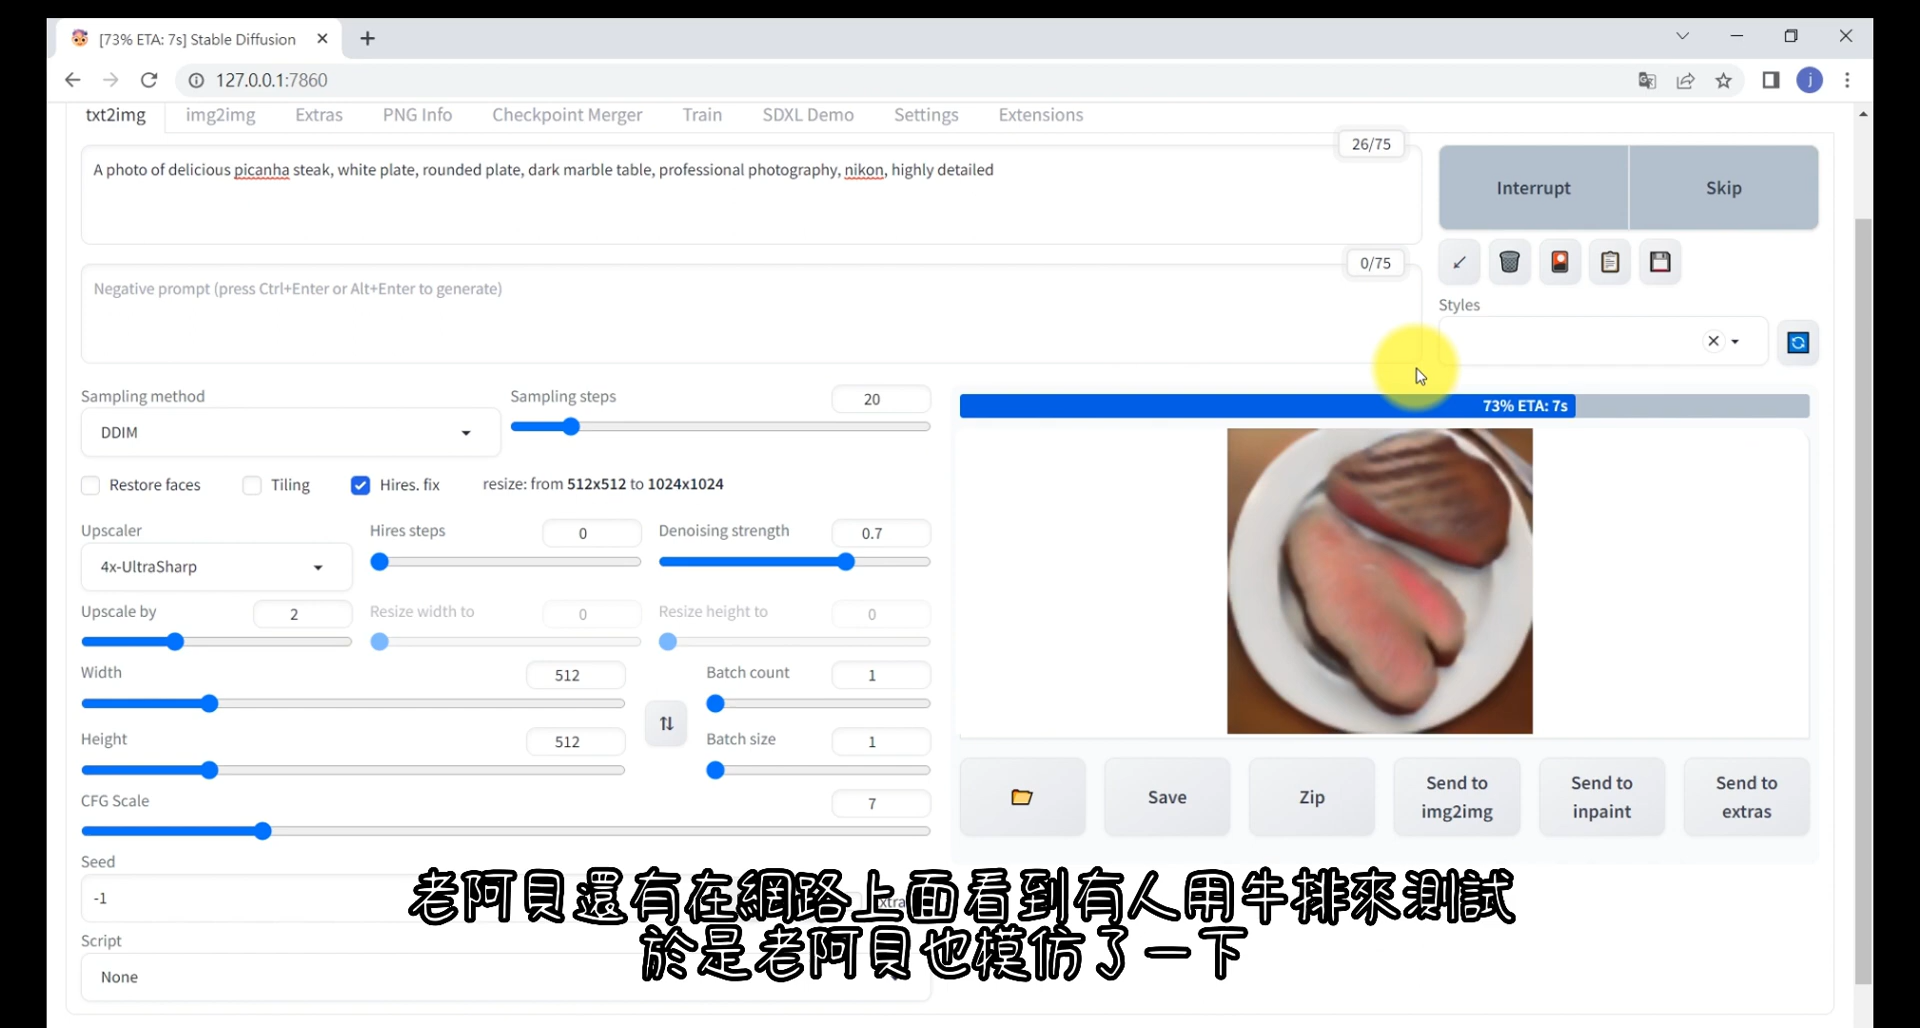 [73% ETA: 7s] Stable Diffusion
127.0.0.1:7860
txt2img img2img Extras PNG Info Checkpoint Merger Train SDXL Demo Settings Extensions
26/75
A photo of delicious picanha steak, white plate, rounded plate, dark marble table, professional photography, nikon, highly detailed
Interrupt Skip
0/75
Negative prompt (press Ctrl+Enter or Alt+Enter to generate)
Styles
Sampling method
DDIM
Sampling steps 20
73% ETA: 7s
Restore faces Tiling Hires. fix resize: from 512x512 to 1024x1024
Upscaler
4x-UltraSharp
Hires steps 0
Denoising strength 0.7
Upscale by 2
Resize width to 0
Resize height to 0
Width 512
Batch count 1
Height 512
Batch size 1
CFG Scale 7
Save Zip
Send to img2img
Send to inpaint
Send to extras
Seed
-1
老阿貝還有在網路上面看到有人用牛排來測試
於是老阿貝也模仿了一下
Script
None